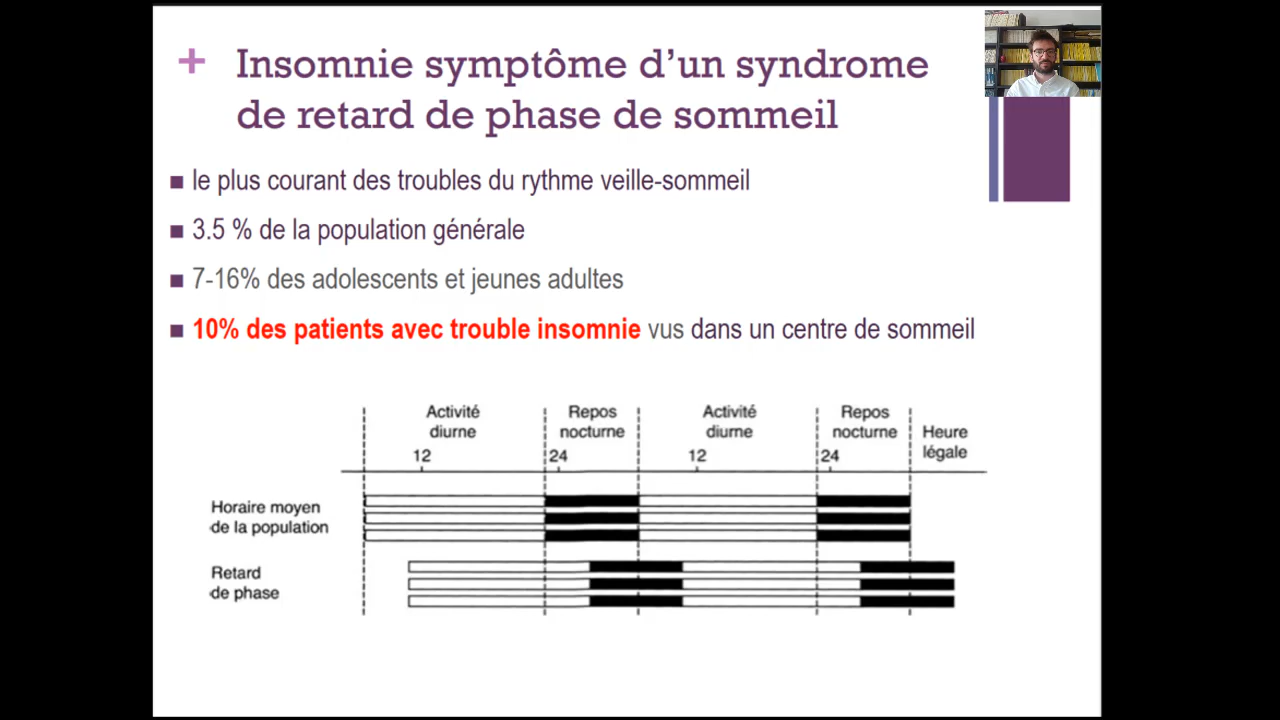 + Insomnie symptôme d’un syndrome
de retard de phase de sommeil
■ le plus courant des troubles du rythme veille-sommeil
■ 3.5 % de la population générale
■ 7-16% des adolescents et jeunes adultes
■ 10% des patients avec trouble insomnie vus dans un centre de sommeil
Activité Repos Activité Repos
diurne nocturne diurne nocturne Heure
12 24 12 24 légale
Horaire moyen
de la population
Retard
de phase